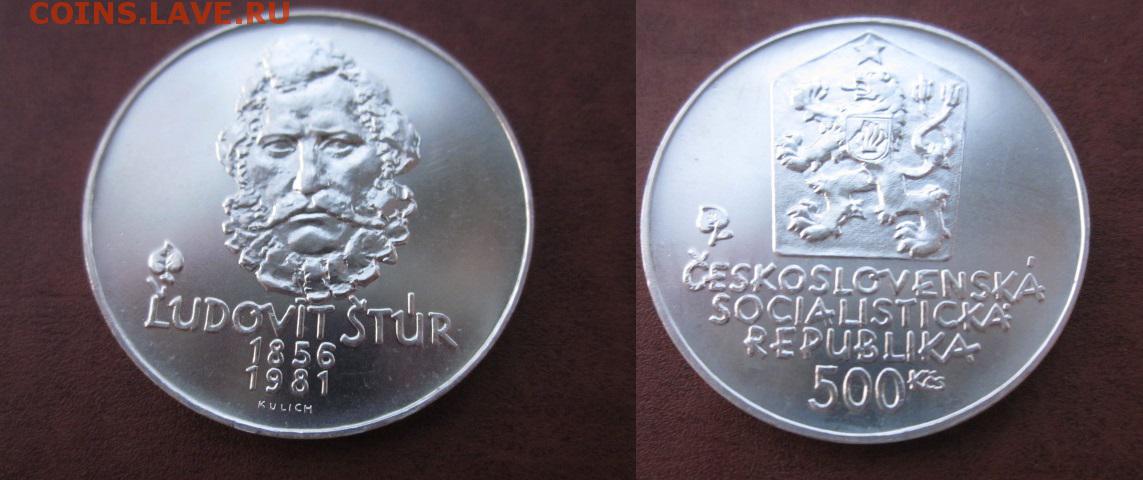 COINS.LAVE.RU
ĽUDOVÍT ŠTÚR
1856
1981
KULICH
ČESKOSLOVENSKÁ
SOCIALISTICKÁ
REPUBLIKA
500 Kčs